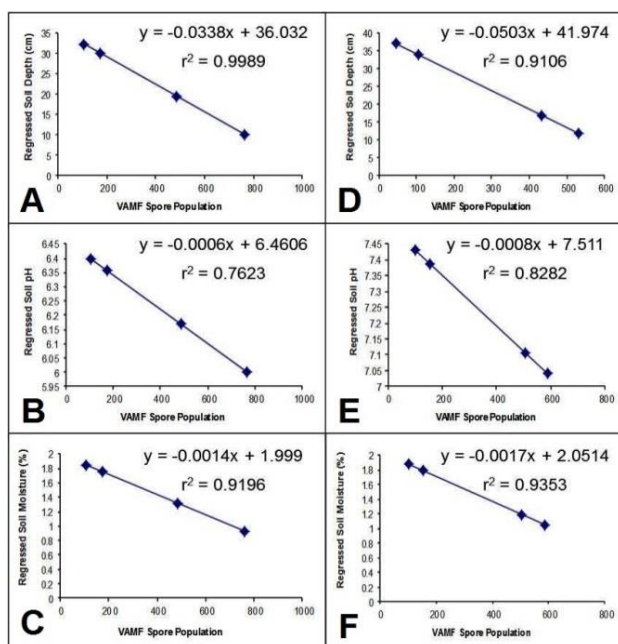 y = -0.0338x + 36.032
r² = 0.9989
Regressed Soil Depth (cm)
35
30
25
20
15
10
5
0
0 200 400 600 800 1000
VAMF Spore Population
A
y = -0.0503x + 41.974
r² = 0.9106
Regressed Soil Depth (cm)
40
35
30
25
20
15
10
5
0
0 100 200 300 400 500 600
VAMF Spore Population
D
y = -0.0006x + 6.4606
r² = 0.7623
Regressed Soil pH
6.45
6.4
6.35
6.3
6.25
6.2
6.15
6.1
6.05
6
5.95
0 200 400 600 800 1000
VAMF Spore Population
B
y = -0.0008x + 7.511
r² = 0.8282
Regressed Soil pH
7.45
7.4
7.35
7.3
7.25
7.2
7.15
7.1
7.05
7
0 200 400 600 800
VAMF Spore Population
E
y = -0.0014x + 1.999
r² = 0.9196
Regressed Soil Moisture (%)
2
1.8
1.6
1.4
1.2
1
0.8
0.6
0.4
0.2
0
0 200 400 600 800 1000
VAMF Spore Population
C
y = -0.0017x + 2.0514
r² = 0.9353
Regressed Soil Moisture (%)
2
1.8
1.6
1.4
1.2
1
0.8
0.6
0.4
0.2
0
0 200 400 600 800
VAMF Spore Population
F